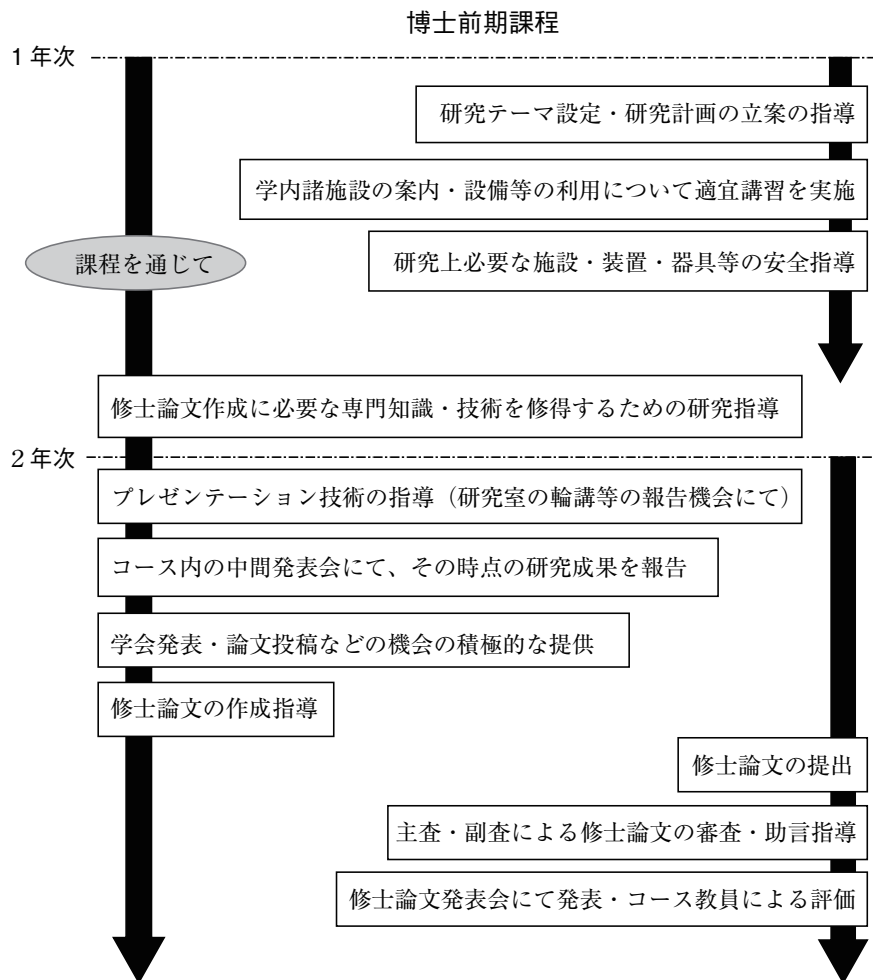 博士前期課程
1年次
研究テーマ設定・研究計画の立案の指導
学内諸施設の案内・設備等の利用について適宜講習を実施
課程を通じて
研究上必要な施設・装置・器具等の安全指導
修士論文作成に必要な専門知識・技術を修得するための研究指導
2年次
プレゼンテーション技術の指導（研究室の輪講等の報告機会にて）
コース内の中間発表会にて、その時点の研究成果を報告
学会発表・論文投稿などの機会の積極的な提供
修士論文の作成指導
修士論文の提出
主査・副査による修士論文の審査・助言指導
修士論文発表会にて発表・コース教員による評価